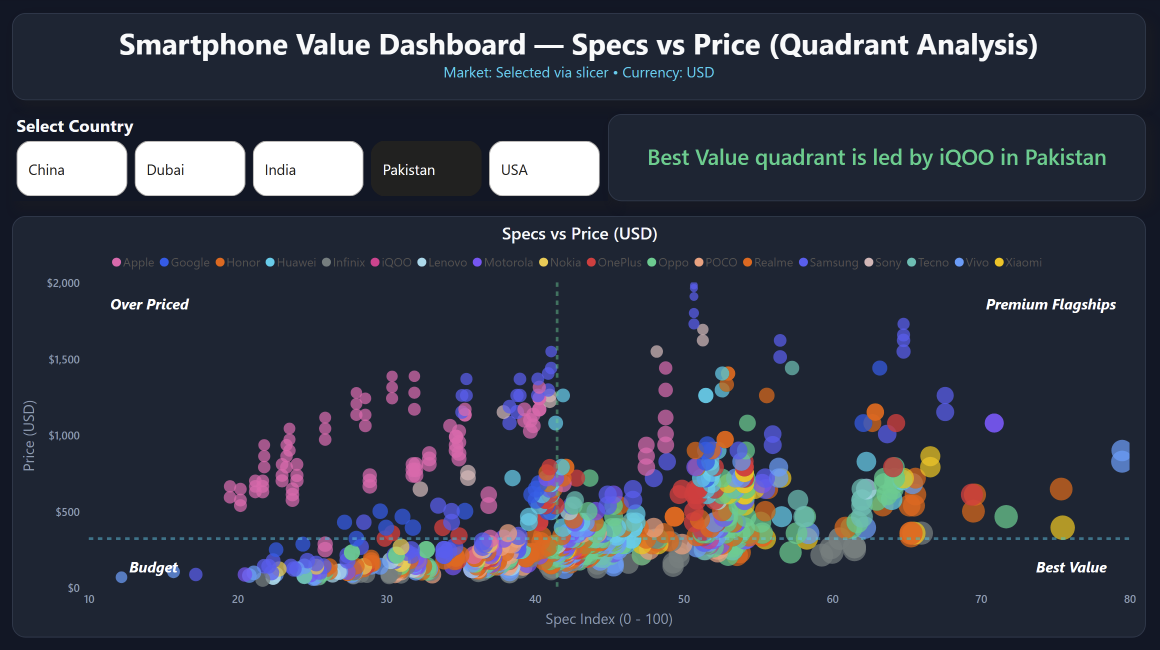 Smartphone Value Dashboard — Specs vs Price (Quadrant Analysis)
Market: Selected via slicer • Currency: USD
Select Country
China
Dubai
India
Pakistan
USA
Best Value quadrant is led by iQOO in Pakistan
Specs vs Price (USD)
Apple Google Honor Huawei Infinix iQOO Lenovo Motorola Nokia OnePlus Oppo POCO Realme Samsung Sony Tecno Vivo Xiaomi
$2,000
Over Priced
Premium Flagships
$1,500
$1,000
Price (USD)
$500
Budget
Best Value
$0
10 20 30 40 50 60 70 80
Spec Index (0 - 100)